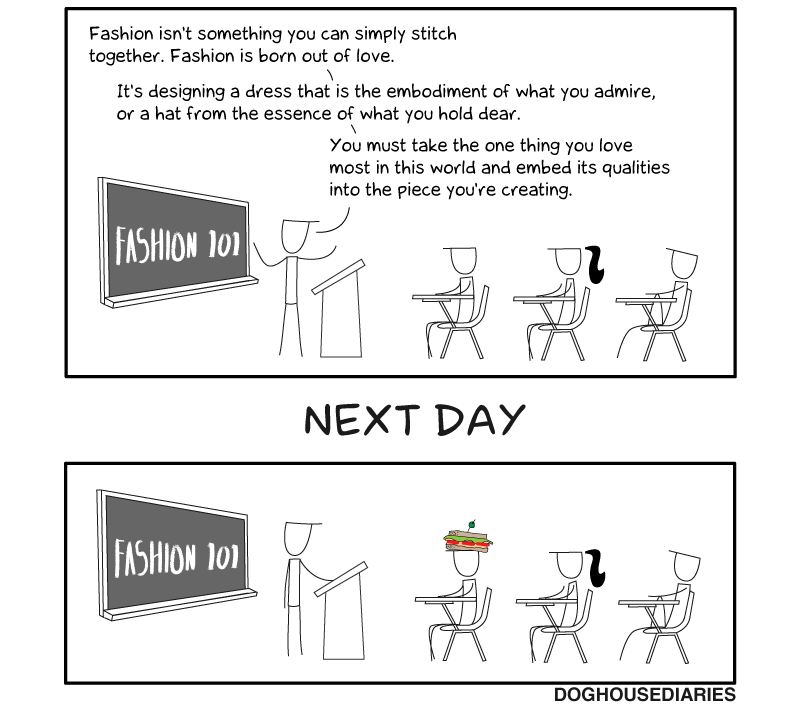 Fashion isn't something you can simply stitch
together. Fashion is born out of love.
It's designing a dress that is the embodiment of what you admire,
or a hat from the essence of what you hold dear.
You must take the one thing you love
most in this world and embed its qualities
into the piece you're creating.
FASHION 101
NEXT DAY
FASHION 101
DOGHOUSEDIARIES